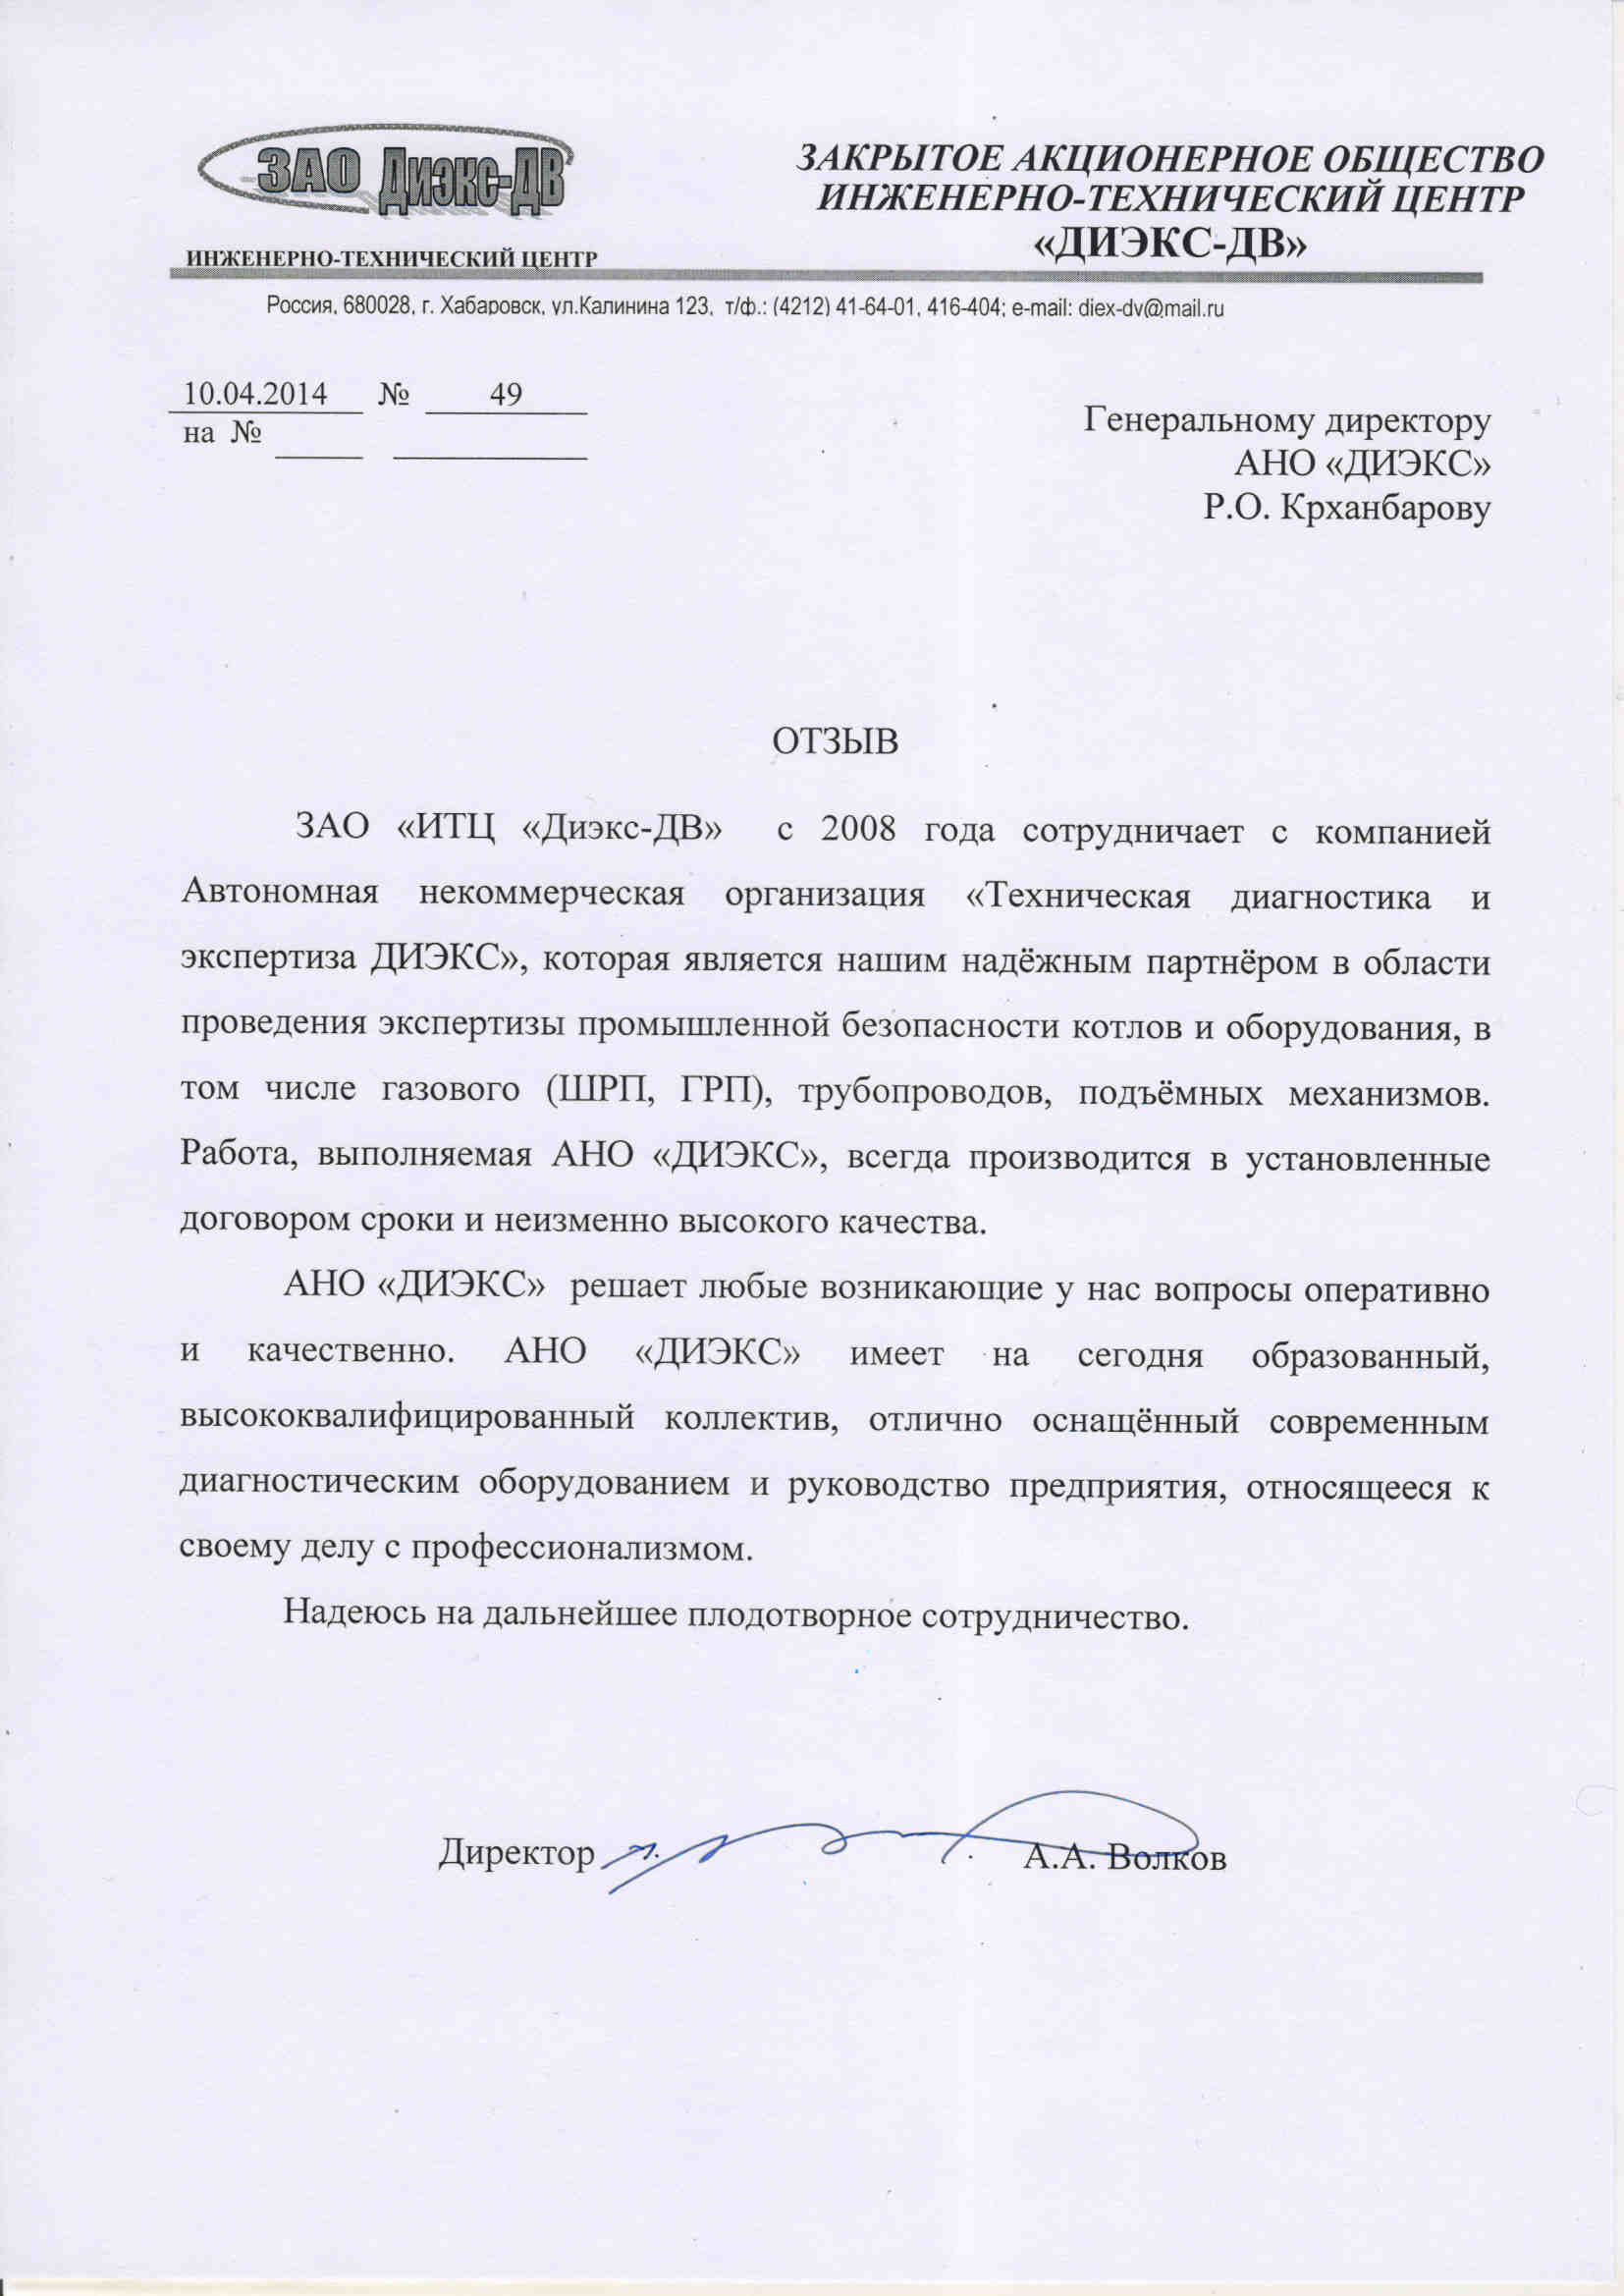 ЗАО Диэкс-ДВ
ИНЖЕНЕРНО-ТЕХНИЧЕСКИЙ ЦЕНТР
ЗАКРЫТОЕ АКЦИОНЕРНОЕ ОБЩЕСТВО
ИНЖЕНЕРНО-ТЕХНИЧЕСКИЙ ЦЕНТР
«ДИЭКС-ДВ»
Россия, 680028, г. Хабаровск, ул.Калинина 123, т/ф.: (4212) 41-64-01, 416-404; e-mail: diex-dv@mail.ru
10.04.2014 № 49
на №
Генеральному директору
АНО «ДИЭКС»
Р.О. Крханбарову
ОТЗЫВ
ЗАО «ИТЦ «Диэкс-ДВ» с 2008 года сотрудничает с компанией
Автономная некоммерческая организация «Техническая диагностика и
экспертиза ДИЭКС», которая является нашим надёжным партнёром в области
проведения экспертизы промышленной безопасности котлов и оборудования, в
том числе газового (ШРП, ГРП), трубопроводов, подъёмных механизмов.
Работа, выполняемая АНО «ДИЭКС», всегда производится в установленные
договором сроки и неизменно высокого качества.
АНО «ДИЭКС» решает любые возникающие у нас вопросы оперативно
и качественно. АНО «ДИЭКС» имеет на сегодня образованный,
высококвалифицированный коллектив, отлично оснащённый современным
диагностическим оборудованием и руководство предприятия, относящееся к
своему делу с профессионализмом.
Надеюсь на дальнейшее плодотворное сотрудничество.
Директор А.А. Волков